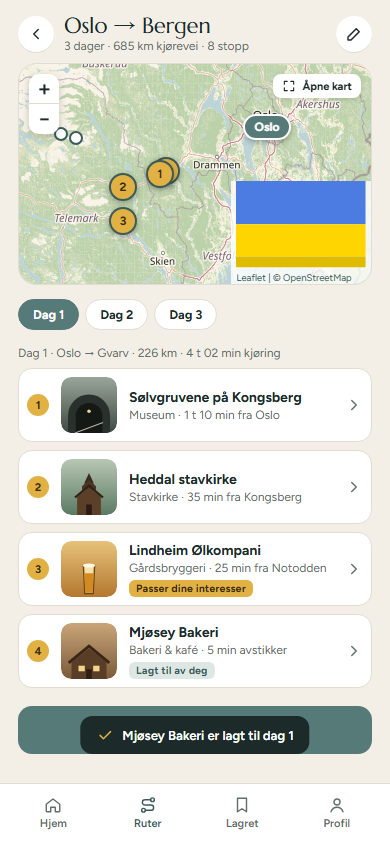 Oslo → Bergen
3 dager · 685 km kjørevei · 8 stopp
+
−
Åpne kart
Akershus
Oslo
Drammen
1
2
3
Telemark
Skien
Leaflet | © OpenStreetMap
Dag 1
Dag 2
Dag 3
Dag 1 · Oslo → Gvarv · 226 km · 4 t 02 min kjøring
1
Sølvgruvene på Kongsberg
Museum · 1 t 10 min fra Oslo
2
Heddal stavkirke
Stavkirke · 35 min fra Kongsberg
3
Lindheim Ølkompani
Gårdsbryggeri · 25 min fra Notodden
Passer dine interesser
4
Mjøsey Bakeri
Bakeri & kafé · 5 min avstikker
Lagt til av deg
Mjøsey Bakeri er lagt til dag 1
Hjem
Ruter
Lagret
Profil